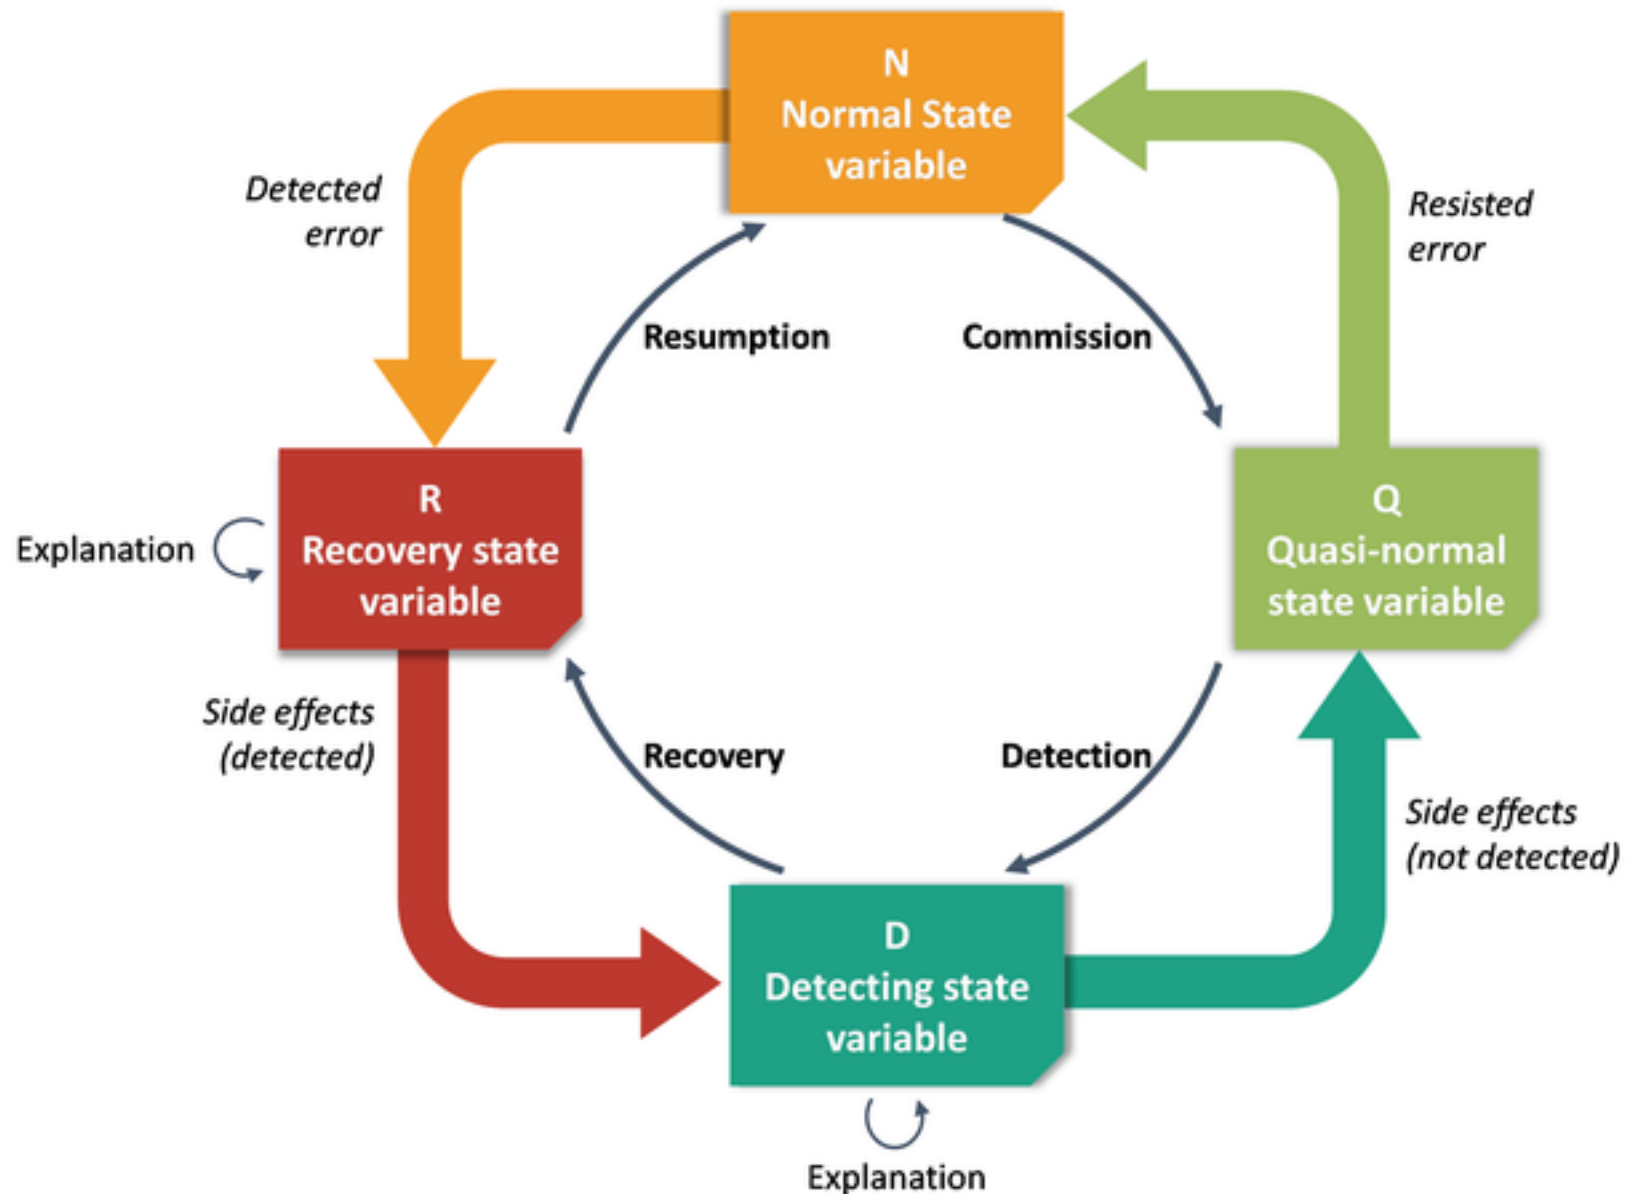 N
Normal State
variable
Detected
error
Resisted
error
Resumption
Commission
R
Recovery state
variable
Explanation
Q
Quasi-normal
state variable
Side effects
(detected)
Recovery
Detection
Side effects
(not detected)
D
Detecting state
variable
Explanation